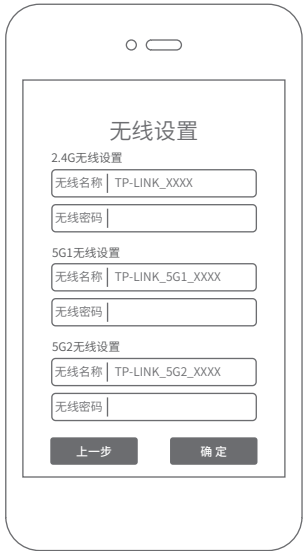 无线设置
2.4G无线设置
无线名称 TP-LINK_XXXX
无线密码
5G1无线设置
无线名称 TP-LINK_5G1_XXXX
无线密码
5G2无线设置
无线名称 TP-LINK_5G2_XXXX
无线密码
上一步 确 定